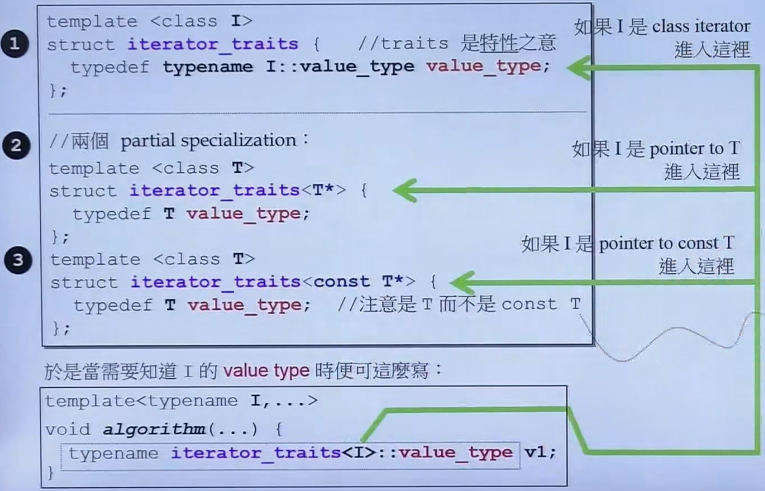 1
template <class I>
struct iterator_traits { //traits 是特性之意
typedef typename I::value_type value_type;
};
如果 I 是 class iterator
進入這裡
2
//兩個 partial specialization：
template <class T>
struct iterator_traits<T*> {
typedef T value_type;
};
如果 I 是 pointer to T
進入這裡
3
template <class T>
struct iterator_traits<const T*> {
typedef T value_type; //注意是 T 而不是 const T
};
如果 I 是 pointer to const T
進入這裡
於是當需要知道 I 的 value type 時便可這麼寫：
template<typename I,...>
void algorithm(...) {
typename iterator_traits<I>::value_type v1;
}